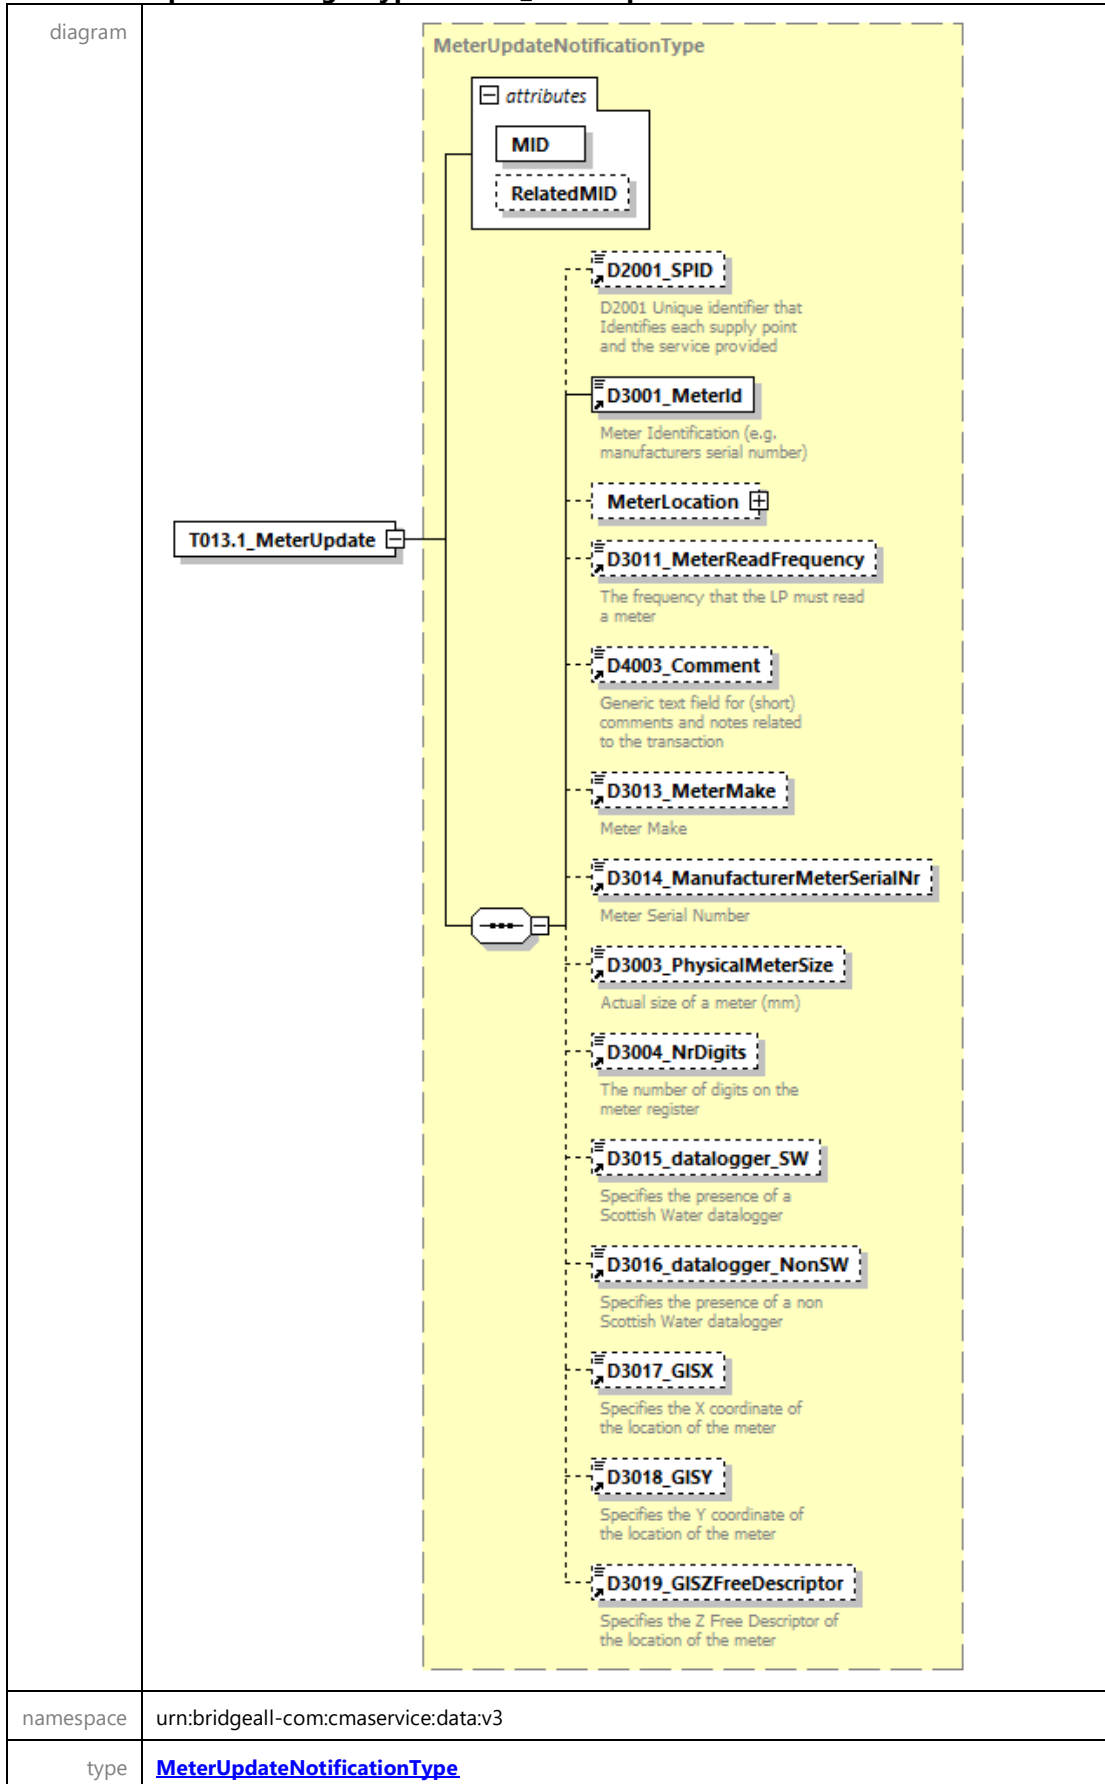 diagram
MeterUpdateNotificationType
attributes
MID
RelatedMID
D2001_SPID
D2001 Unique identifier that
Identifies each supply point
and the service provided
D3001_MeterId
Meter Identification (e.g.
manufacturers serial number)
MeterLocation
T013.1_MeterUpdate
D3011_MeterReadFrequency
The frequency that the LP must read
a meter
D4003_Comment
Generic text field for (short)
comments and notes related
to the transaction
D3013_MeterMake
Meter Make
D3014_ManufacturerMeterSerialNr
Meter Serial Number
D3003_PhysicalMeterSize
Actual size of a meter (mm)
D3004_NrDigits
The number of digits on the
meter register
D3015_datalogger_SW
Specifies the presence of a
Scottish Water datalogger
D3016_datalogger_NonSW
Specifies the presence of a non
Scottish Water datalogger
D3017_GISX
Specifies the X coordinate of
the location of the meter
D3018_GISY
Specifies the Y coordinate of
the location of the meter
D3019_GISZFreeDescriptor
Specifies the Z Free Descriptor of
the location of the meter
namespace urn:bridgeall-com:cmaservice:data:v3
type MeterUpdateNotificationType